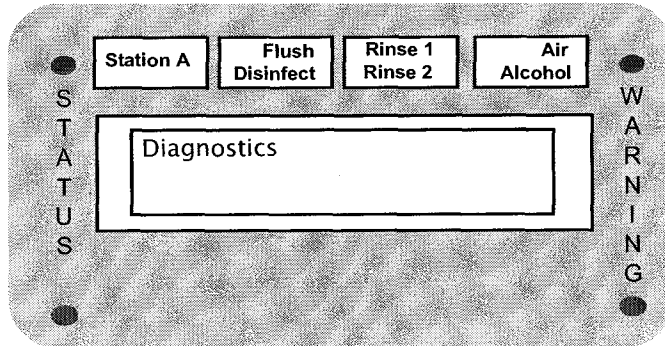 Station A
Flush
Disinfect
Rinse 1
Rinse 2
Air
Alcohol
STATUS
Diagnostics
WARNING